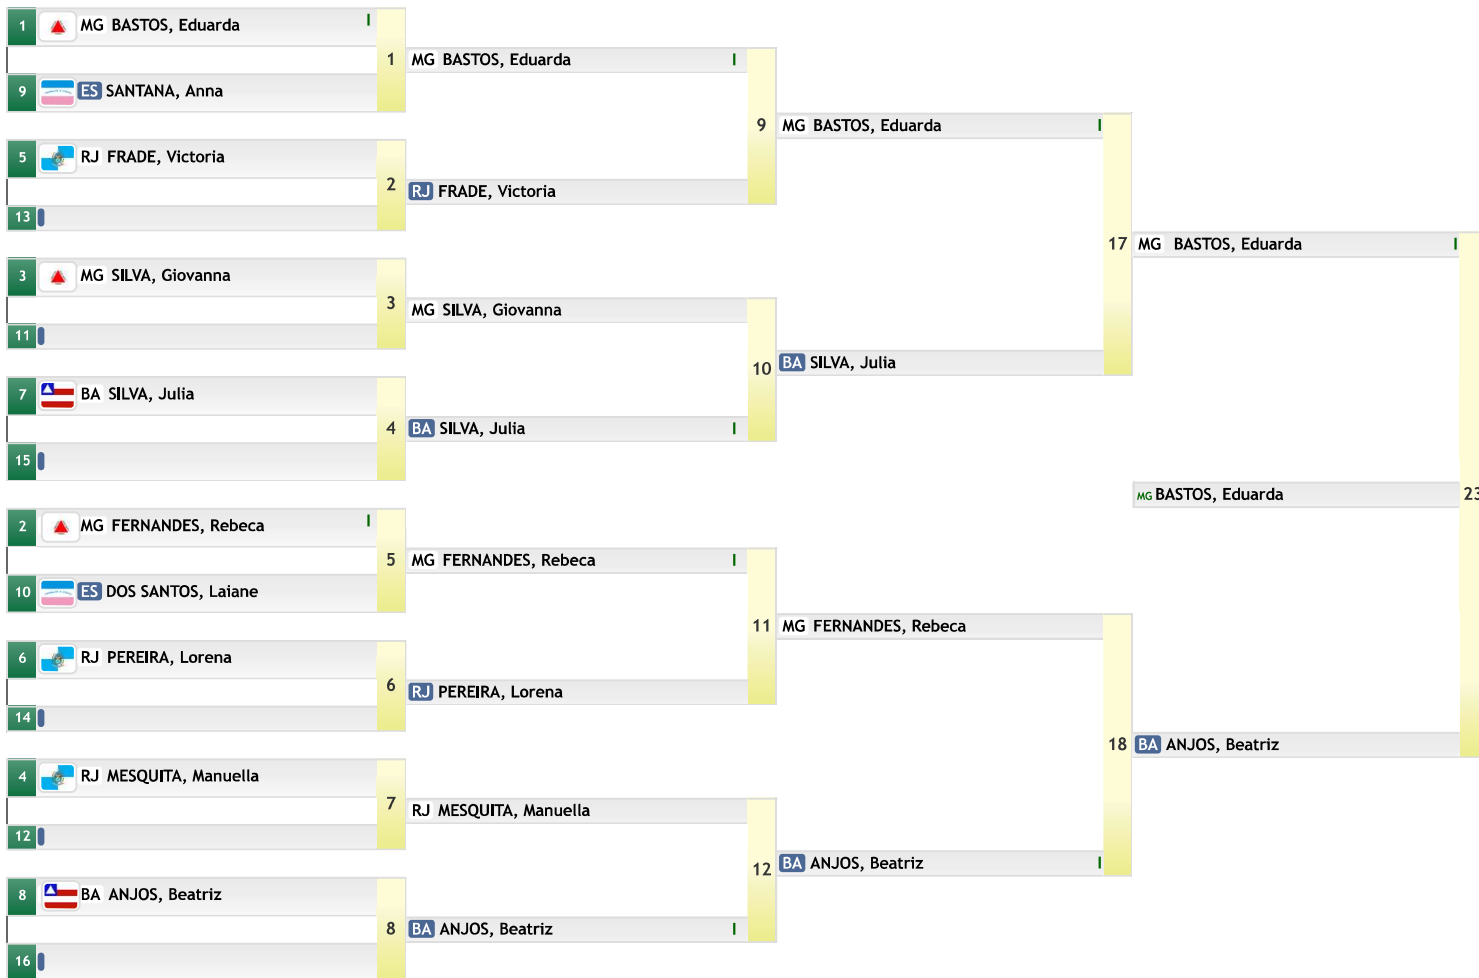 1 MG BASTOS, Eduarda I
1 MG BASTOS, Eduarda I
9 ES SANTANA, Anna
9 MG BASTOS, Eduarda I
5 RJ FRADE, Victoria
2 RJ FRADE, Victoria
13
17 MG BASTOS, Eduarda I
3 MG SILVA, Giovanna
3 MG SILVA, Giovanna
11
10 BA SILVA, Julia
7 BA SILVA, Julia
4 BA SILVA, Julia I
15
MG BASTOS, Eduarda 23
2 MG FERNANDES, Rebeca I
5 MG FERNANDES, Rebeca I
10 ES DOS SANTOS, Laiane
11 MG FERNANDES, Rebeca
6 RJ PEREIRA, Lorena
6 RJ PEREIRA, Lorena
14
18 BA ANJOS, Beatriz
4 RJ MESQUITA, Manuella
7 RJ MESQUITA, Manuella
12
12 BA ANJOS, Beatriz I
8 BA ANJOS, Beatriz
8 BA ANJOS, Beatriz I
16